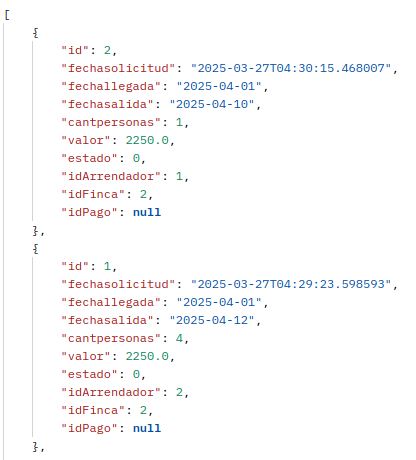 [
{
"id": 2,
"fechasolicitud": "2025-03-27T04:30:15.468007",
"fechallegada": "2025-04-01",
"fechasalida": "2025-04-10",
"cantpersonas": 1,
"valor": 2250.0,
"estado": 0,
"idArrendador": 1,
"idFinca": 2,
"idPago": null
},
{
"id": 1,
"fechasolicitud": "2025-03-27T04:29:23.598593",
"fechallegada": "2025-04-01",
"fechasalida": "2025-04-12",
"cantpersonas": 4,
"valor": 2250.0,
"estado": 0,
"idArrendador": 2,
"idFinca": 2,
"idPago": null
},